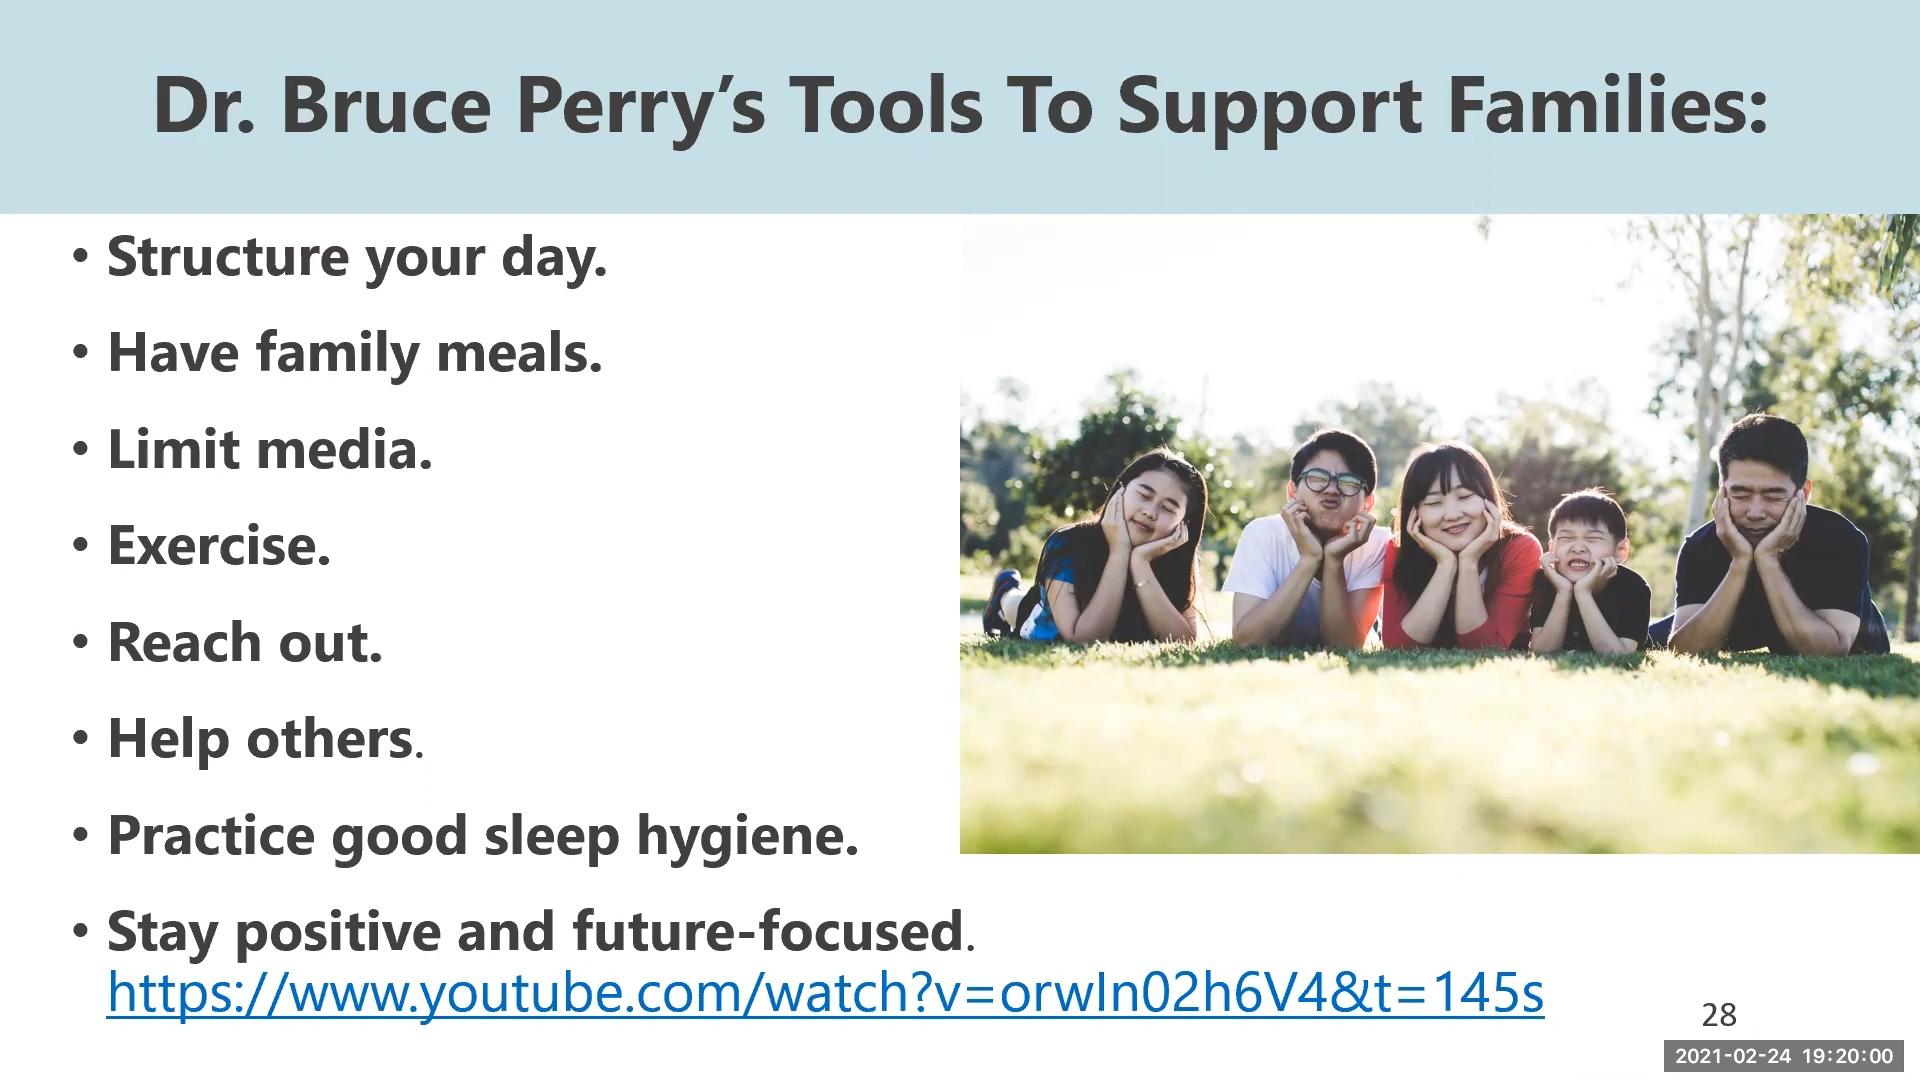 Dr. Bruce Perry’s Tools To Support Families:
• Structure your day.
• Have family meals.
• Limit media.
• Exercise.
• Reach out.
• Help others.
• Practice good sleep hygiene.
• Stay positive and future-focused.
https://www.youtube.com/watch?v=orwIn02h6V4&t=145s
28
2021-02-24 19:20:00